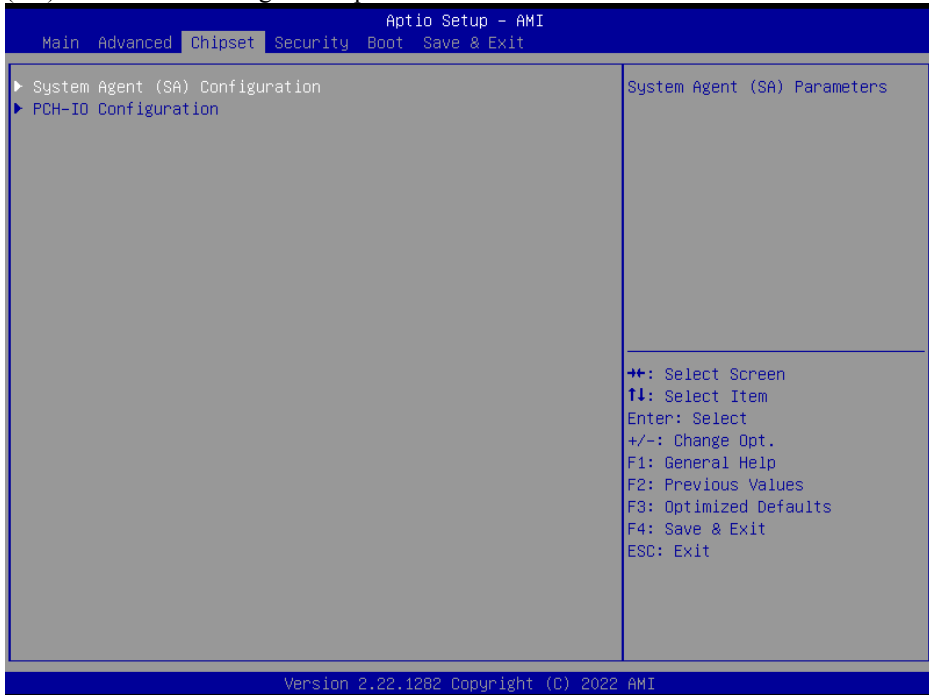 Aptio Setup – AMI
Main Advanced Chipset Security Boot Save & Exit
▶ System Agent (SA) Configuration
▶ PCH-IO Configuration
System Agent (SA) Parameters
→←: Select Screen
↑↓: Select Item
Enter: Select
+/-: Change Opt.
F1: General Help
F2: Previous Values
F3: Optimized Defaults
F4: Save & Exit
ESC: Exit
Version 2.22.1282 Copyright (C) 2022 AMI